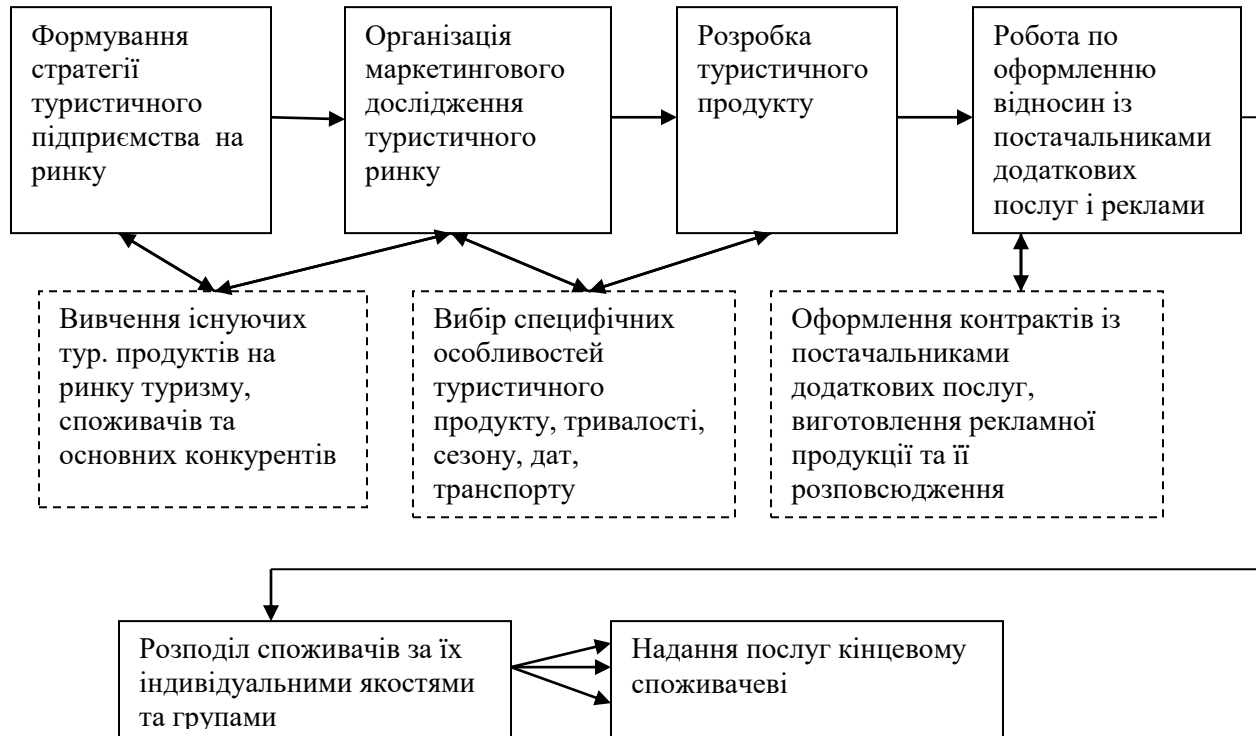 Формування
стратегії
туристичного
підприємства на
ринку
Організація
маркетингового
дослідження
туристичного
ринку
Розробка
туристичного
продукту
Робота по
оформленню
відносин із
постачальниками
додаткових
послуг і реклами
Вивчення існуючих
тур. продуктів на
ринку туризму,
споживачів та
основних конкурентів
Вибір специфічних
особливостей
туристичного
продукту, тривалості,
сезону, дат,
транспорту
Оформлення контрактів із
постачальниками
додаткових послуг,
виготовлення рекламної
продукції та її
розповсюдження
Розподіл споживачів за їх
індивідуальними якостями
та групами
Надання послуг кінцевому
споживачеві